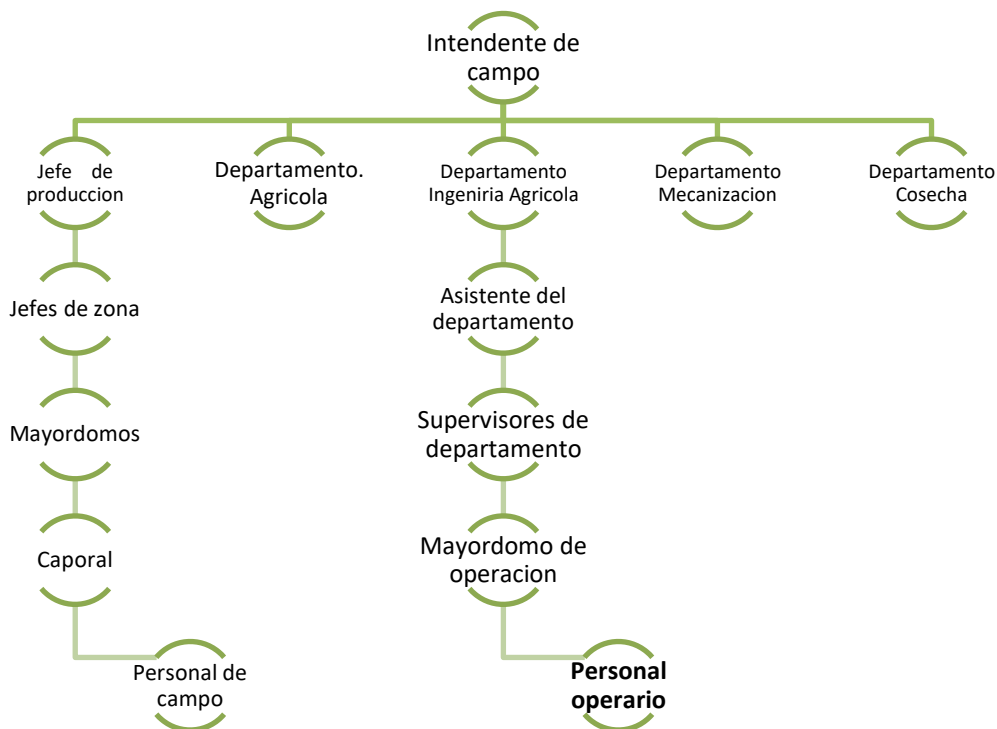 Intendente de
campo
Jefe de
produccion
Departamento.
Agricola
Departamento
Ingeniria Agricola
Departamento
Mecanizacion
Departamento
Cosecha
Jefes de zona
Asistente del
departamento
Mayordomos
Supervisores de
departamento
Caporal
Mayordomo de
operacion
Personal de
campo
Personal
operario